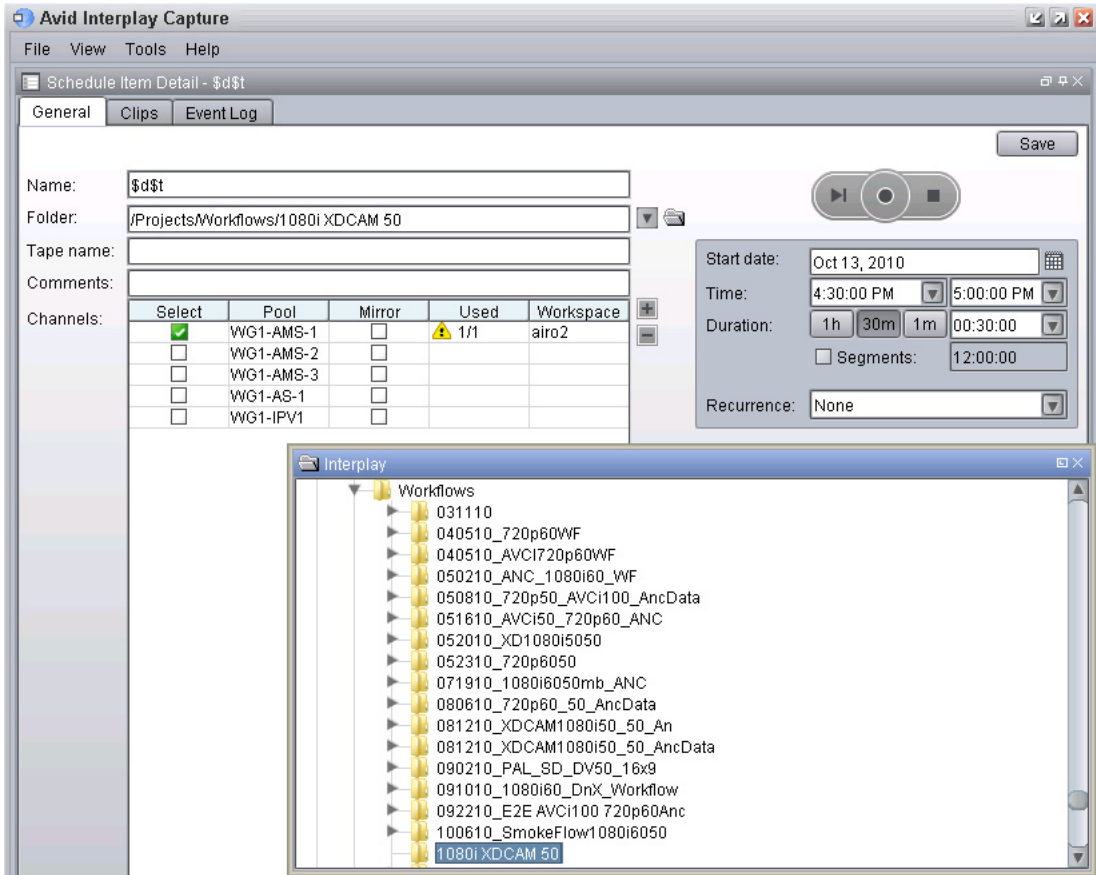 Avid Interplay Capture
File View Tools Help
Schedule Item Detail - $d$t
General Clips Event Log
Save
Name: $d$t
Folder: /Projects/Workflows/1080i XDCAM 50
Tape name:
Comments:
Channels:
Select Pool Mirror Used Workspace
WG1-AMS-1 1/1 airo2
WG1-AMS-2
WG1-AMS-3
WG1-AS-1
WG1-IPV1
Start date: Oct 13, 2010
Time: 4:30:00 PM 5:00:00 PM
Duration: 1h 30m 1m 00:30:00
Segments: 12:00:00
Recurrence: None
Interplay
Workflows
031110
040510_720p60WF
040510_AVCI720p60WF
050210_ANC_1080i60_WF
050810_720p50_AVCi100_AncData
051610_AVCi50_720p60_ANC
052010_XD1080i5050
052310_720p6050
071910_1080i6050mb_ANC
080610_720p60_50_AncData
081210_XDCAM1080i50_50_An
081210_XDCAM1080i50_50_AncData
090210_PAL_SD_DV50_16x9
091010_1080i60_DnX_Workflow
092210_E2E AVCi100 720p60Anc
100610_SmokeFlow1080i6050
1080i XDCAM 50